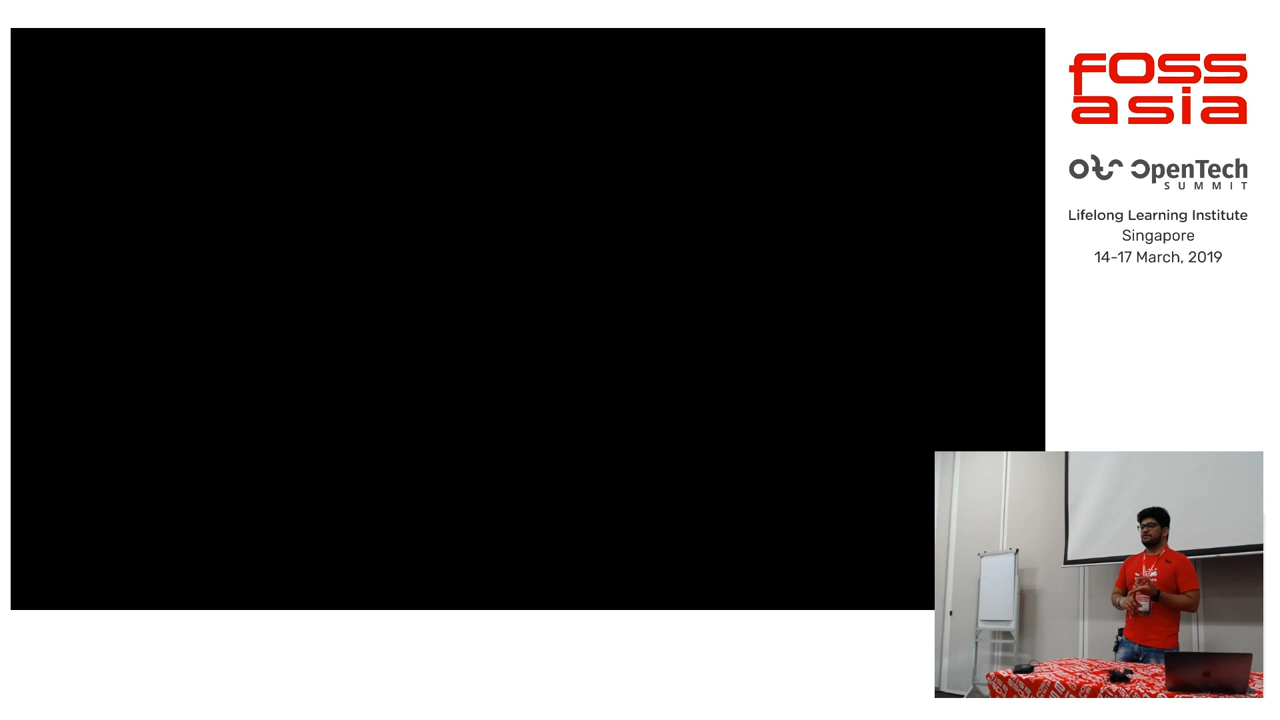 fOSS
asia
OpenTech
SUMMIT
Lifelong Learning Institute
Singapore
14-17 March, 2019